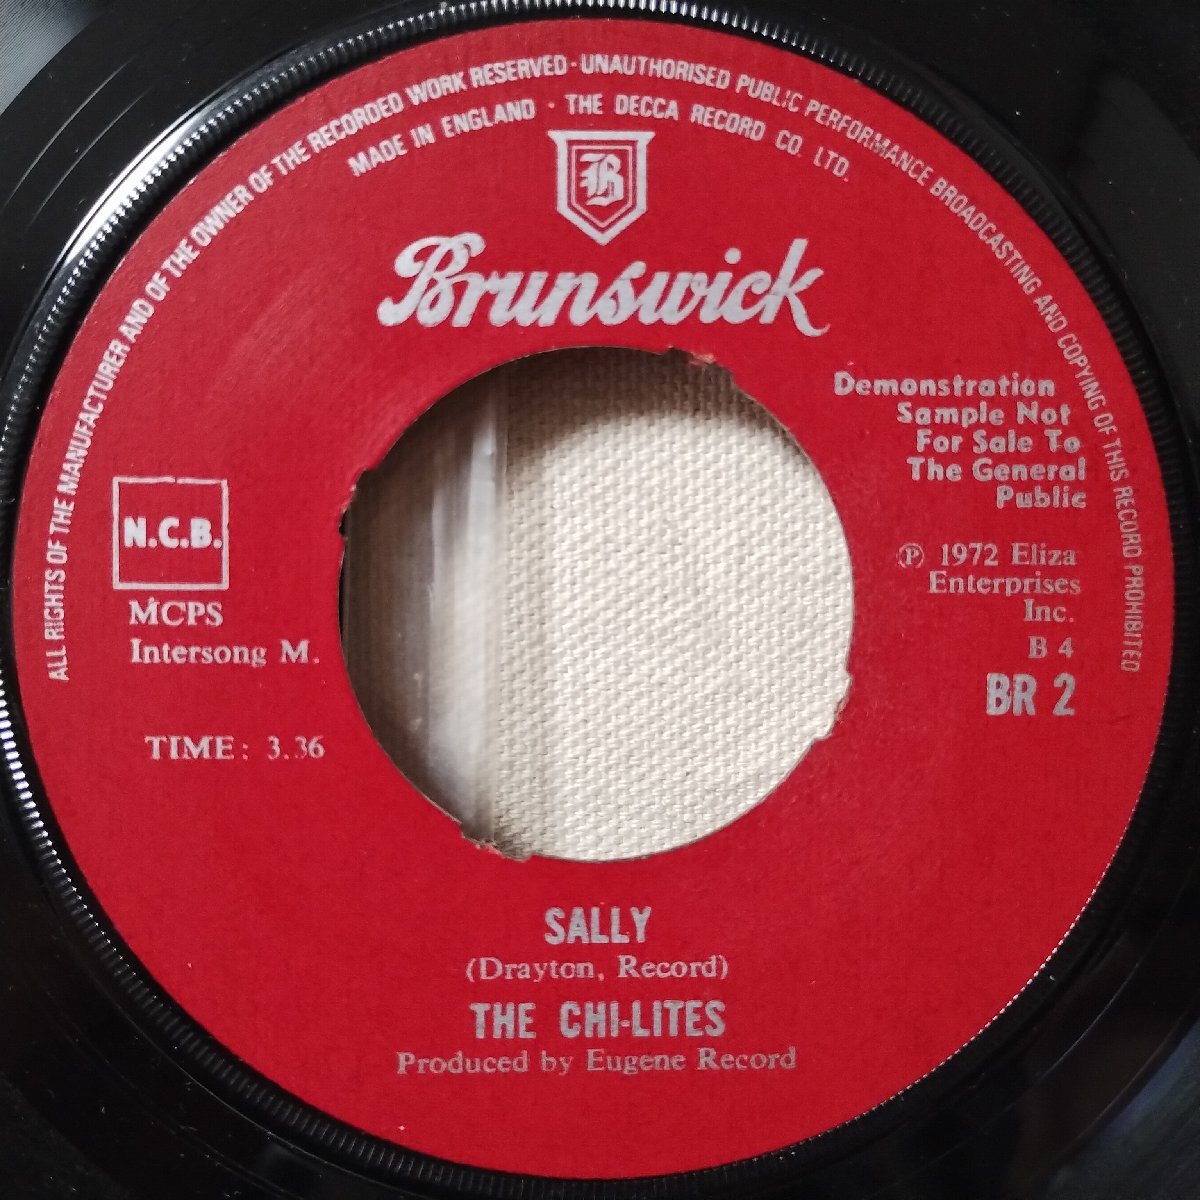 ALL RIGHTS OF THE MANUFACTURER AND OF THE OWNER OF THE RECORDED WORK RESERVED · UNAUTHORISED PUBLIC PERFORMANCE BROADCASTING AND COPYING OF THIS RECORD PROHIBITED
MADE IN ENGLAND · THE DECCA RECORD CO. LTD.
B
Brunswick
Demonstration
Sample Not
For Sale To
The General
Public
N.C.B.
MCPS
Intersong M.
TIME: 3.36
℗ 1972 Eliza
Enterprises
Inc.
B 4
BR 2
SALLY
(Drayton, Record)
THE CHI-LITES
Produced by Eugene Record